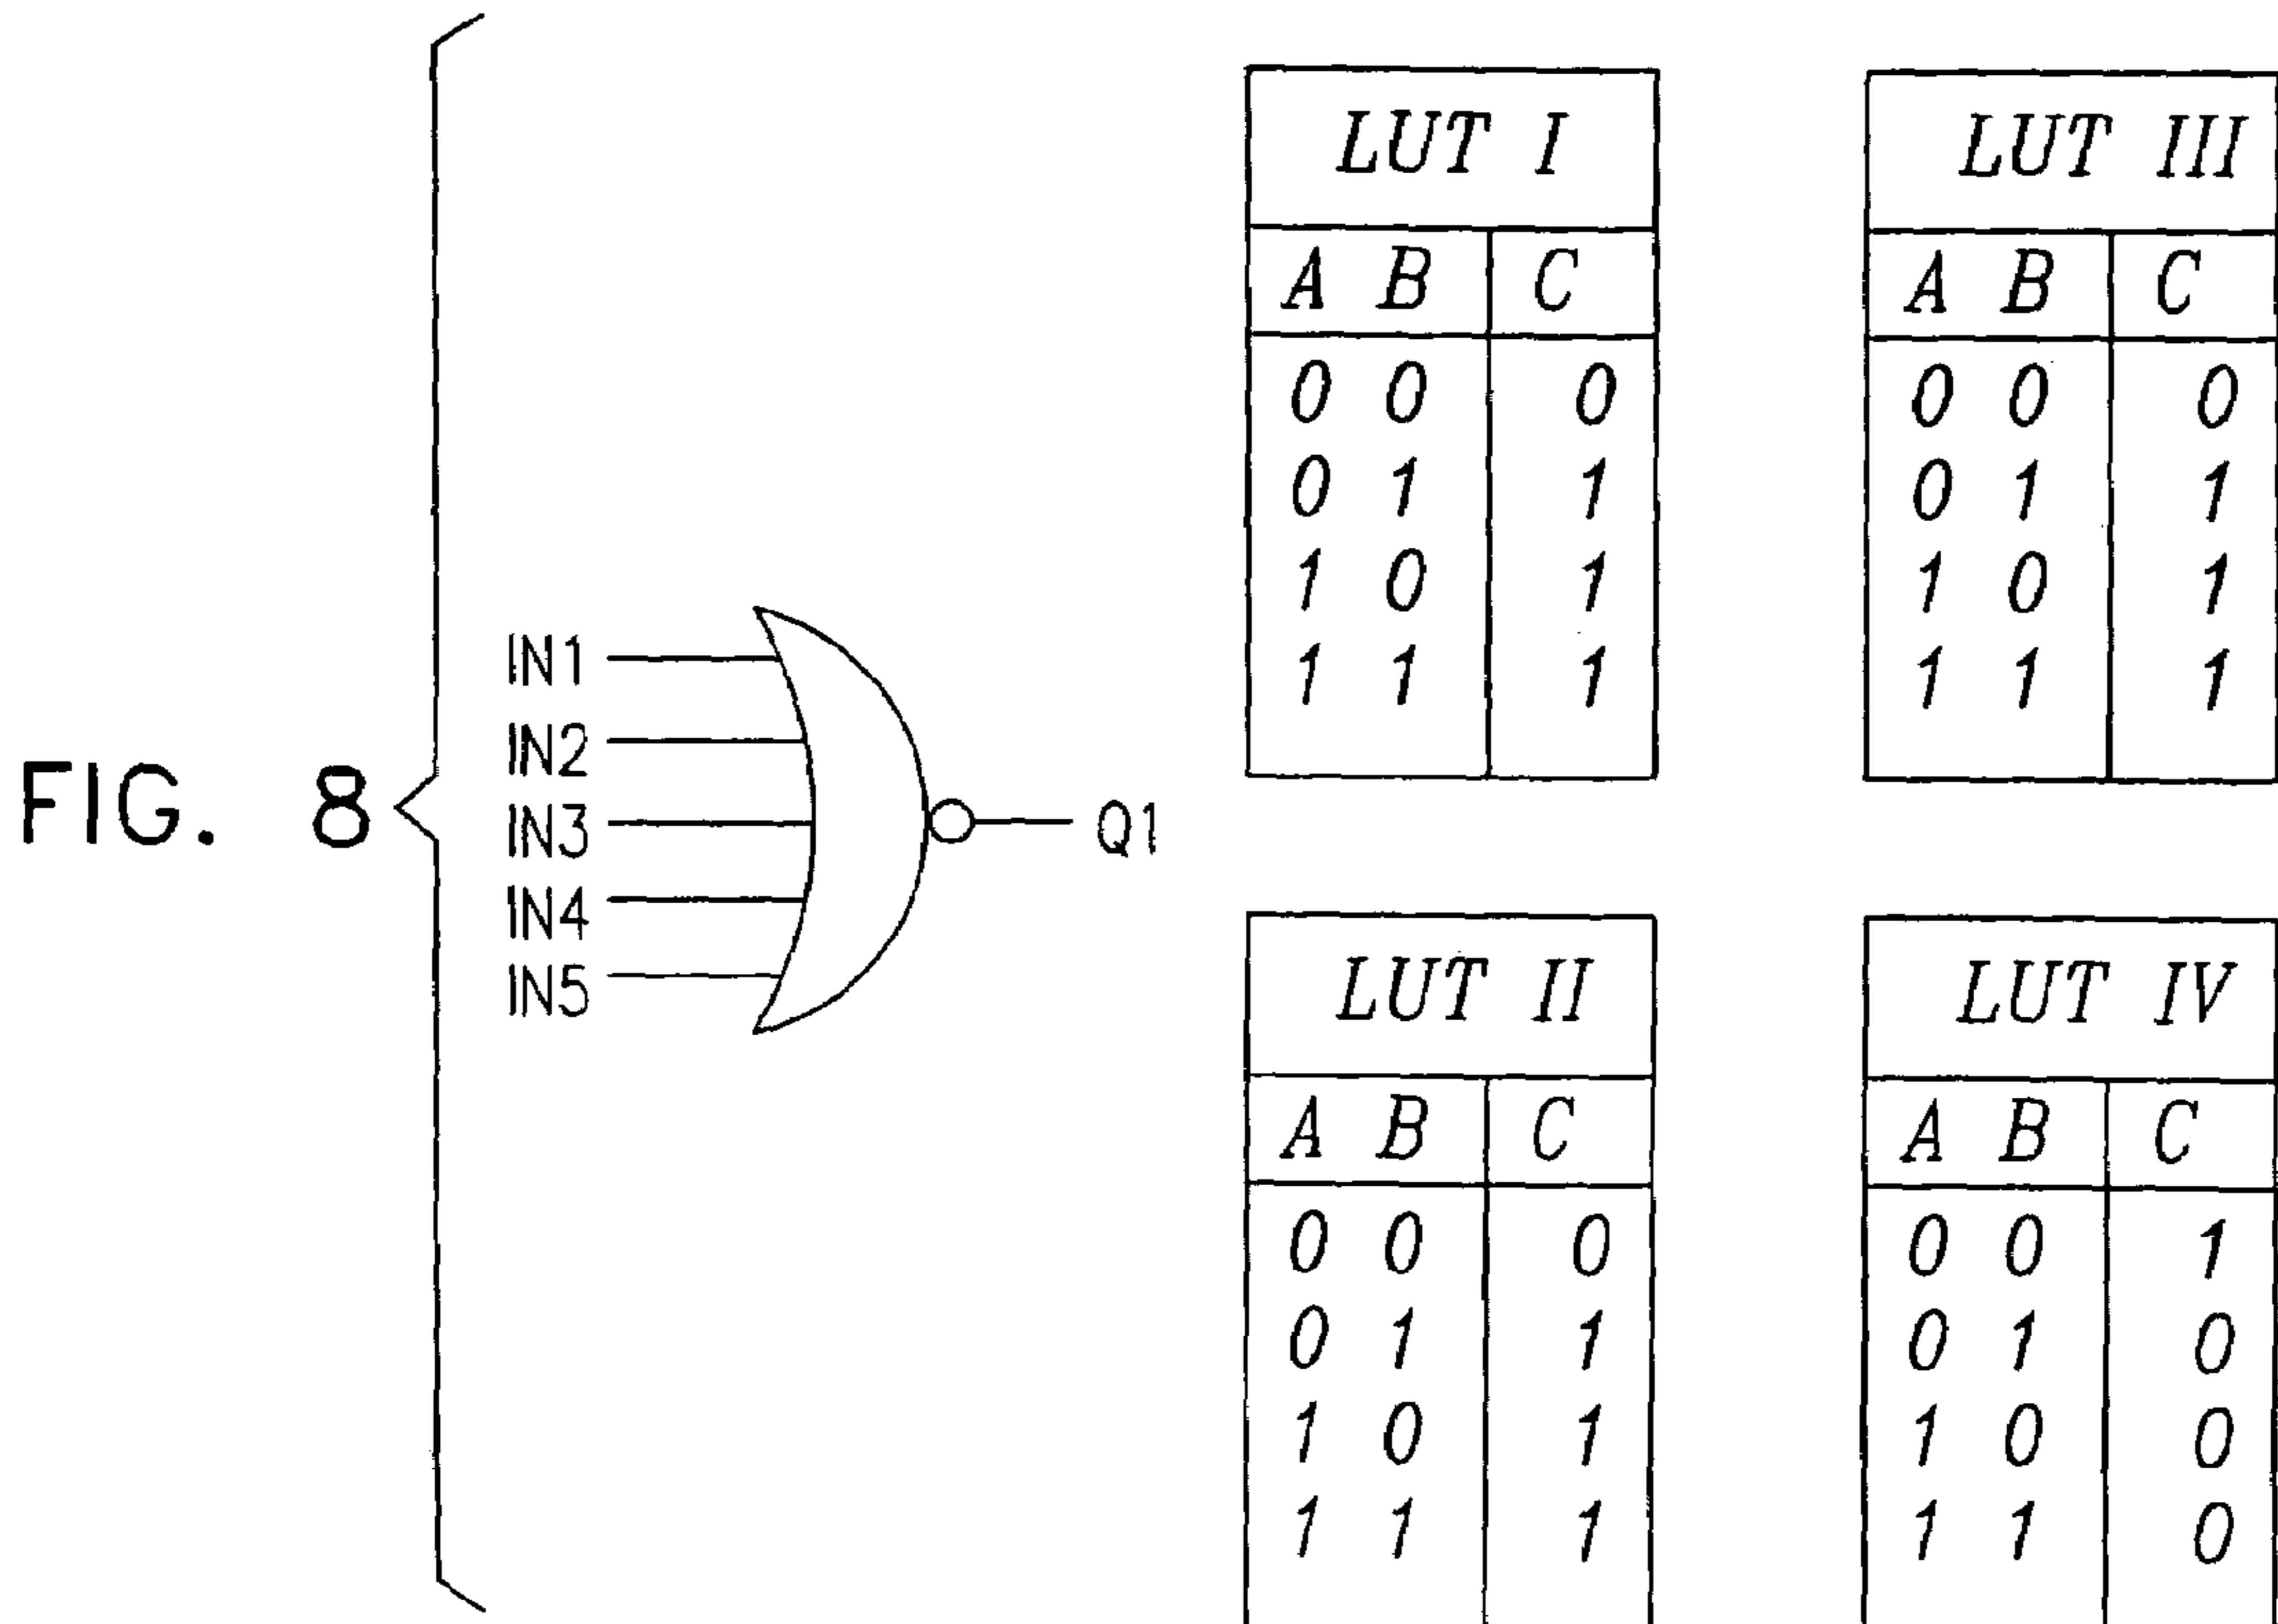 FIG. 8
IN1
IN2
IN3
IN4
IN5
Q1
LUT I
A B C
0 0 0
0 1 1
1 0 1
1 1 1
LUT III
A B C
0 0 0
0 1 1
1 0 1
1 1 1
LUT II
A B C
0 0 0
0 1 1
1 0 1
1 1 1
LUT IV
A B C
0 0 1
0 1 0
1 0 0
1 1 0